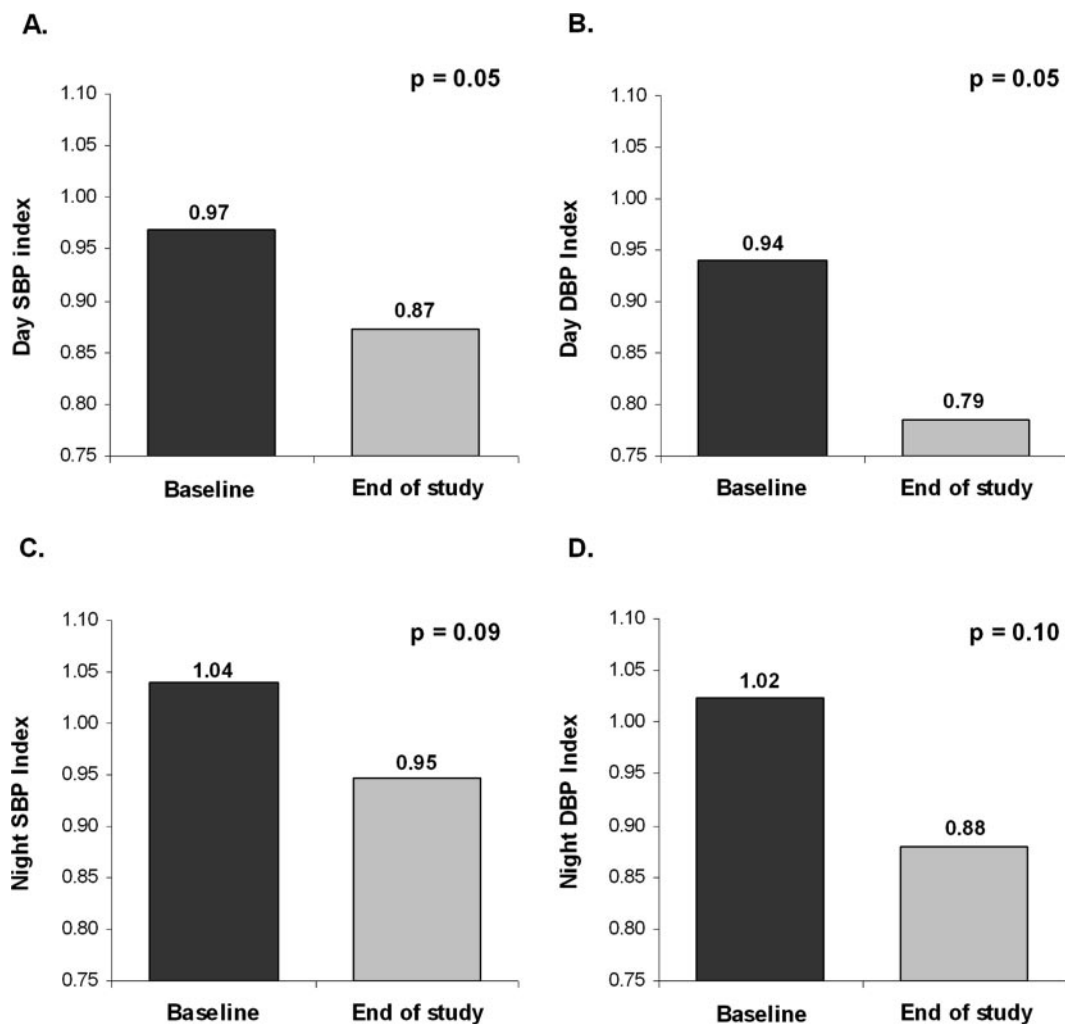 A.
p = 0.05
Day SBP index
1.10
1.05
1.00
0.95
0.90
0.85
0.80
0.75
0.97
0.87
Baseline
End of study
B.
p = 0.05
Day DBP Index
1.10
1.05
1.00
0.95
0.90
0.85
0.80
0.75
0.94
0.79
Baseline
End of study
C.
p = 0.09
Night SBP Index
1.10
1.05
1.00
0.95
0.90
0.85
0.80
0.75
1.04
0.95
Baseline
End of study
D.
p = 0.10
Night DBP Index
1.10
1.05
1.00
0.95
0.90
0.85
0.80
0.75
1.02
0.88
Baseline
End of study